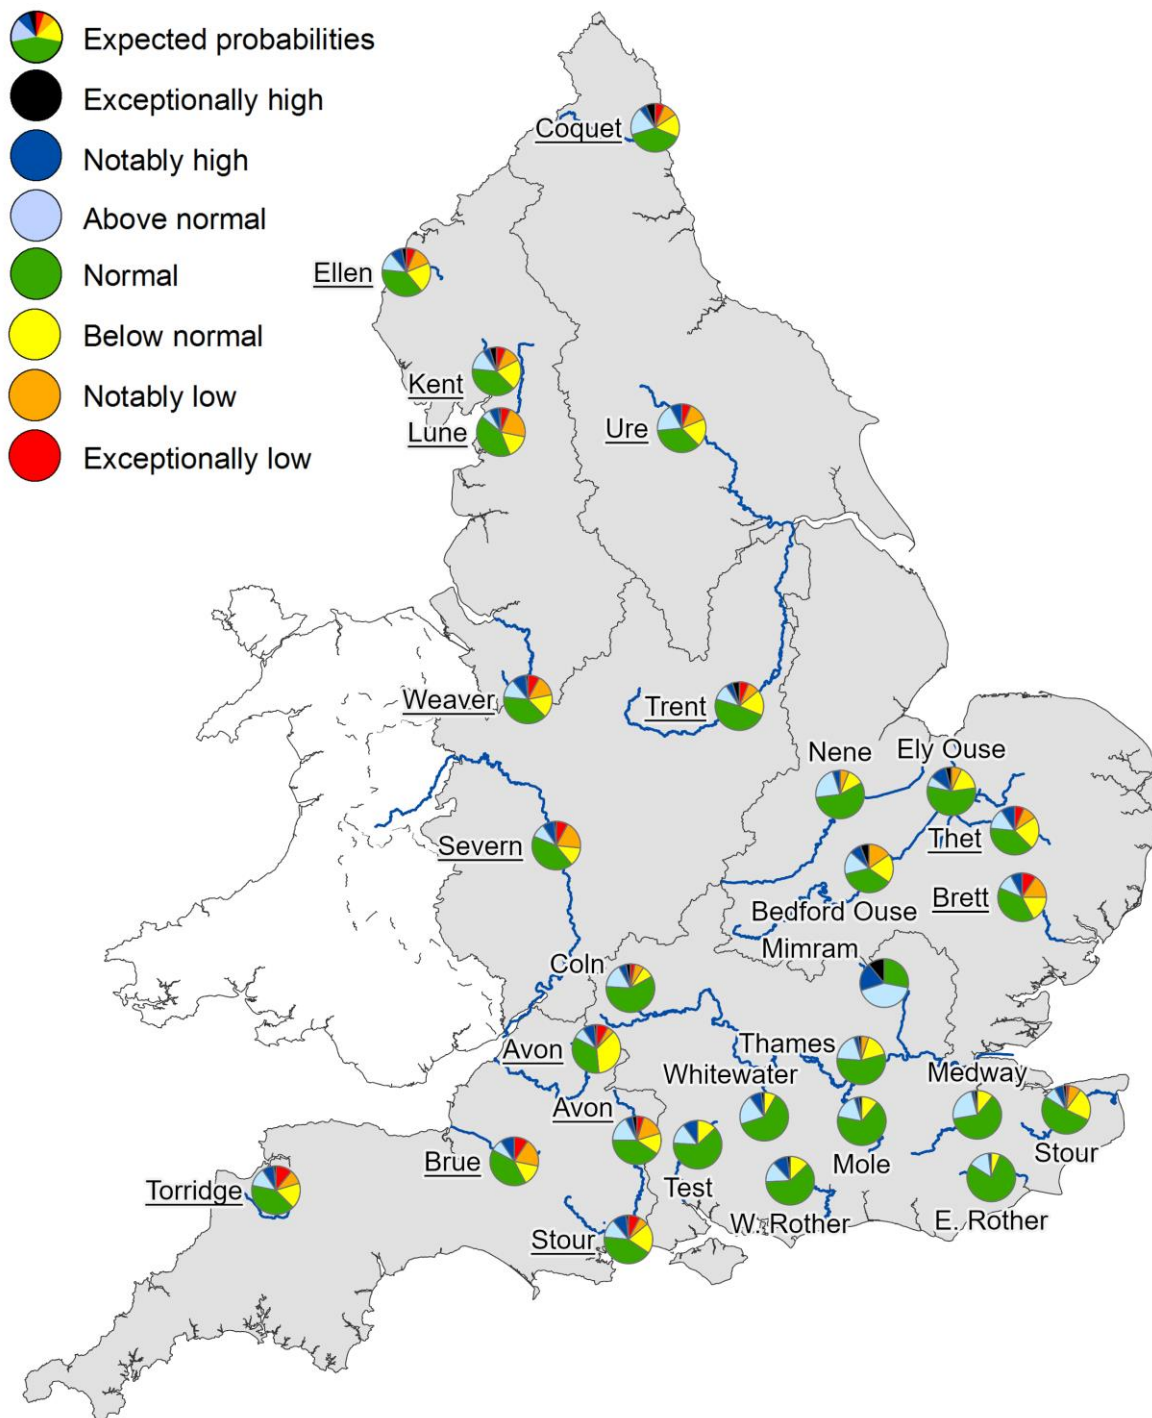 Expected probabilities
Exceptionally high
Notably high
Above normal
Normal
Below normal
Notably low
Exceptionally low
Coquet
Ellen
Kent
Lune
Ure
Weaver
Trent
Nene
Ely Ouse
Severn
Thet
Bedford Ouse
Brett
Mimram
Coln
Avon
Thames
Whitewater
Medway
Avon
Brue
Test
Mole
Stour
Torridge
W. Rother
E. Rother
Stour